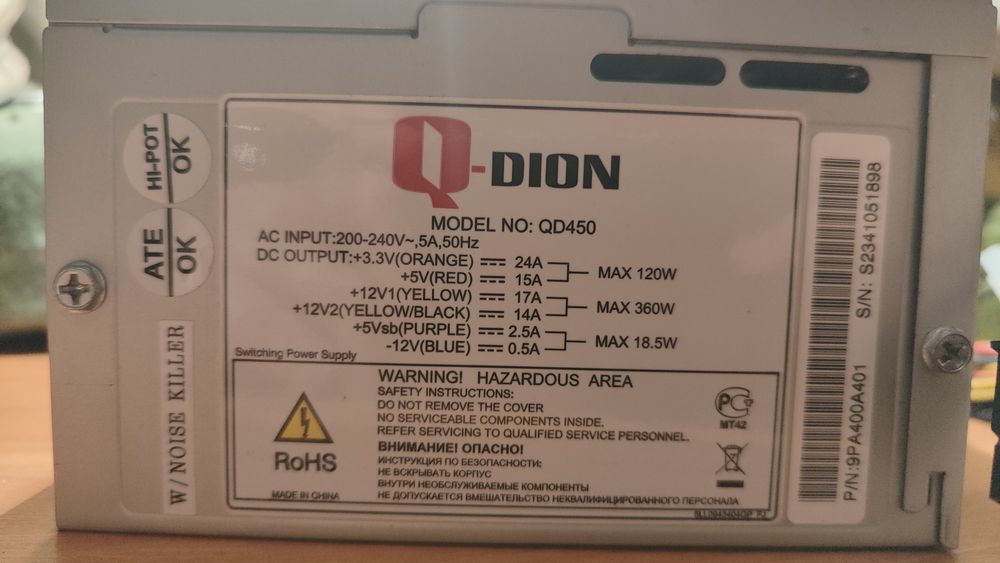 HI-POT
OK
ATE
OK
W/NOISE KILLER
Q-DION
MODEL NO: QD450
AC INPUT:200-240V~,5A,50Hz
DC OUTPUT:+3.3V(ORANGE) 24A
+5V(RED) 15A
MAX 120W
+12V1(YELLOW) 17A
+12V2(YELLOW/BLACK) 14A
MAX 360W
+5Vsb(PURPLE) 2.5A
-12V(BLUE) 0.5A
MAX 18.5W
Switching Power Supply
WARNING! HAZARDOUS AREA
SAFETY INSTRUCTIONS:
DO NOT REMOVE THE COVER
NO SERVICEABLE COMPONENTS INSIDE.
REFER SERVICING TO QUALIFIED SERVICE PERSONNEL.
ВНИМАНИЕ! ОПАСНО!
ИНСТРУКЦИЯ ПО БЕЗОПАСНОСТИ:
НЕ ВСКРЫВАТЬ КОРПУС
ВНУТРИ НЕОБСЛУЖИВАЕМЫЕ КОМПОНЕНТЫ
НЕ ДОПУСКАЕТСЯ ВМЕШАТЕЛЬСТВО НЕКВАЛИФИЦИРОВАННОГО ПЕРСОНАЛА
RoHS
MADE IN CHINA
РС
МТ42
S/N: S2341051898
P/N:9PA400A401